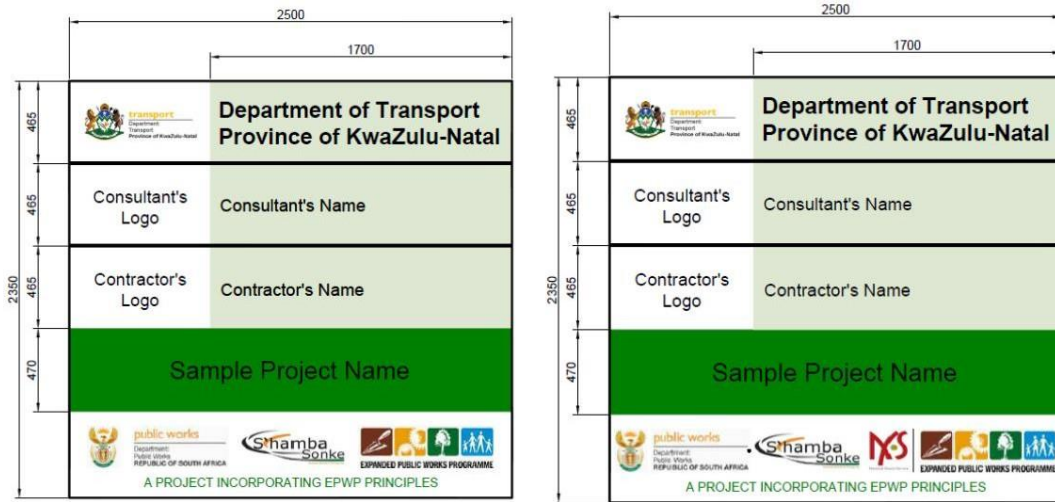 2500
1700
465
transport
Department:
Transport
Province of KwaZulu-Natal
Department of Transport
Province of KwaZulu-Natal
465
Consultant's
Logo
Consultant's Name
2350
465
Contractor's
Logo
Contractor's Name
470
Sample Project Name
public works
Department:
Public Works
REPUBLIC OF SOUTH AFRICA
S'hamba
Sonke
EXPANDED PUBLIC WORKS PROGRAMME
A PROJECT INCORPORATING EPWP PRINCIPLES
2500
1700
465
transport
Department:
Transport
Province of KwaZulu-Natal
Department of Transport
Province of KwaZulu-Natal
465
Consultant's
Logo
Consultant's Name
2350
465
Contractor's
Logo
Contractor's Name
470
Sample Project Name
public works
Department:
Public Works
REPUBLIC OF SOUTH AFRICA
S'hamba
Sonke
NYS
EXPANDED PUBLIC WORKS PROGRAMME
A PROJECT INCORPORATING EPWP PRINCIPLES